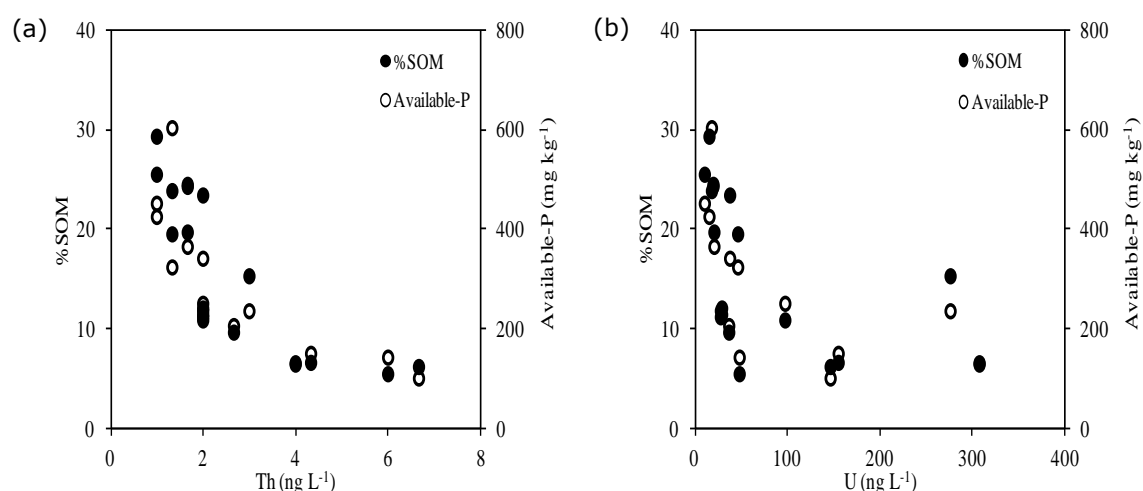 (a)
40
30
20
10
0
%SOM
800
600
400
200
0
Available-P (mg kg⁻¹)
%SOM
Available-P
0 2 4 6 8
Th (ng L⁻¹)
(b)
40
30
20
10
0
%SOM
800
600
400
200
0
Available-P (mg kg⁻¹)
%SOM
Available-P
0 100 200 300 400
U (ng L⁻¹)